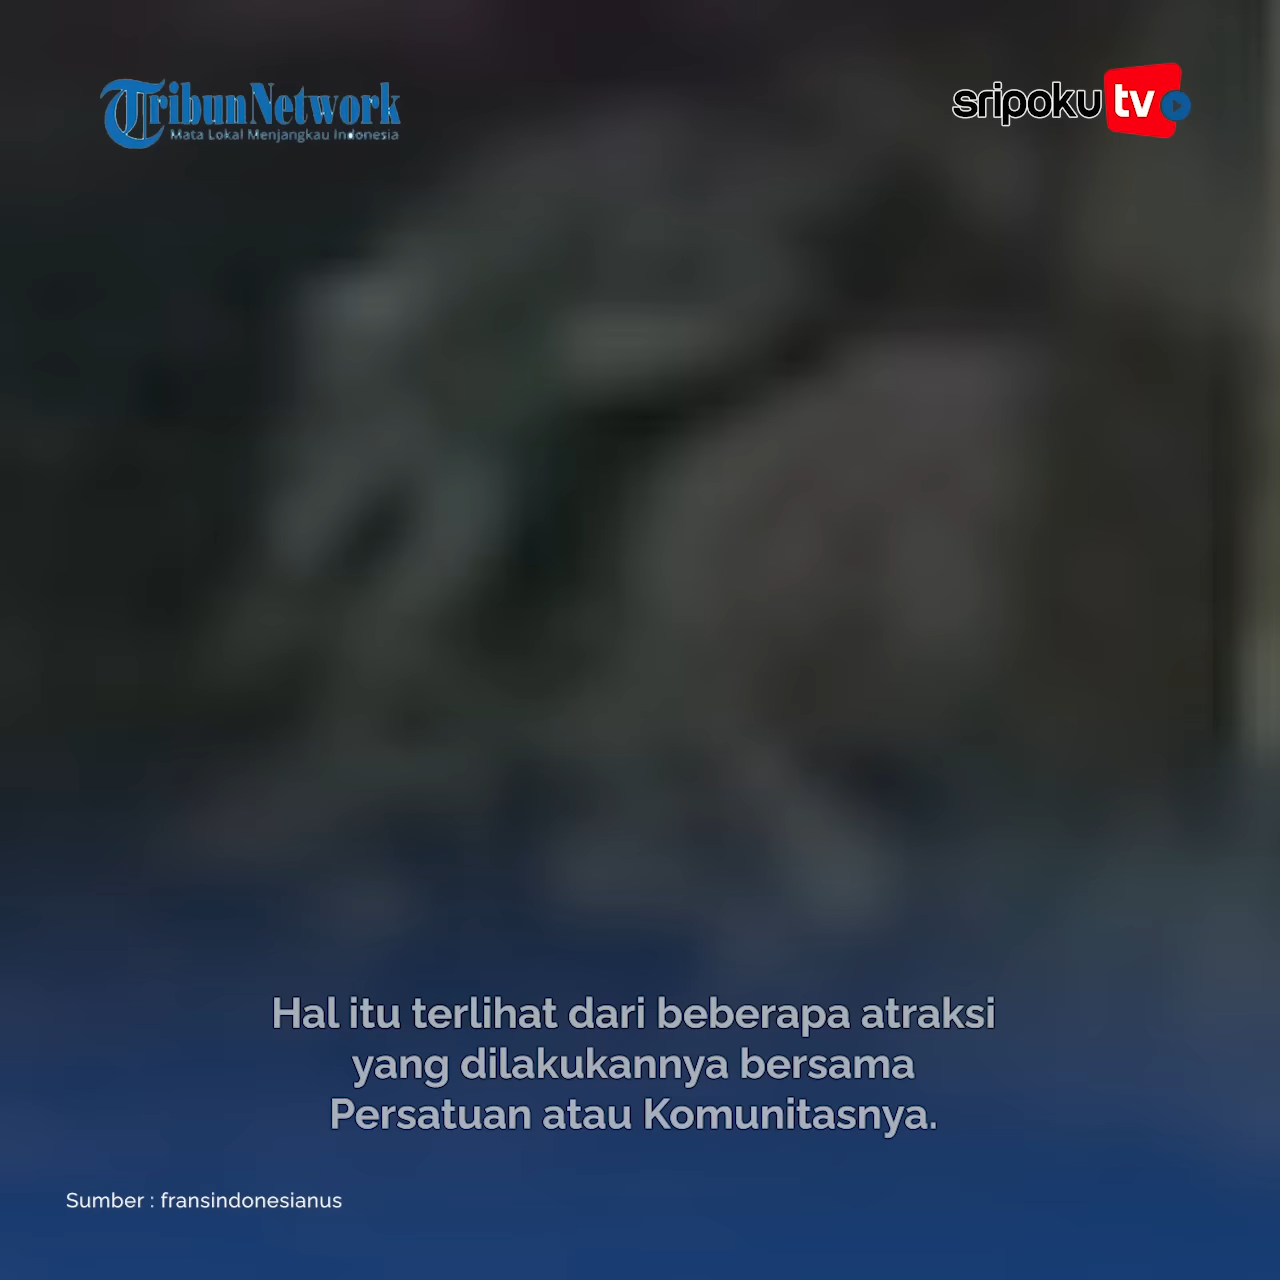 TribunNetwork
Mata Lokal Menjangkau Indonesia
sripoku tv
Hal itu terlihat dari beberapa atraksi
yang dilakukannya bersama
Persatuan atau Komunitasnya.
Sumber : fransindonesianus